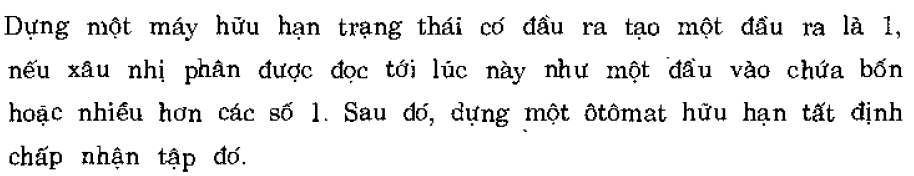 Dựng một máy hữu hạn trạng thái có đầu ra tạo một đầu ra là 1,
nếu xâu nhị phân được đọc tới lúc này như một đầu vào chứa bốn
hoặc nhiều hơn các số 1. Sau đó, dựng một ôtômat hữu hạn tất định
chấp nhận tập đó.